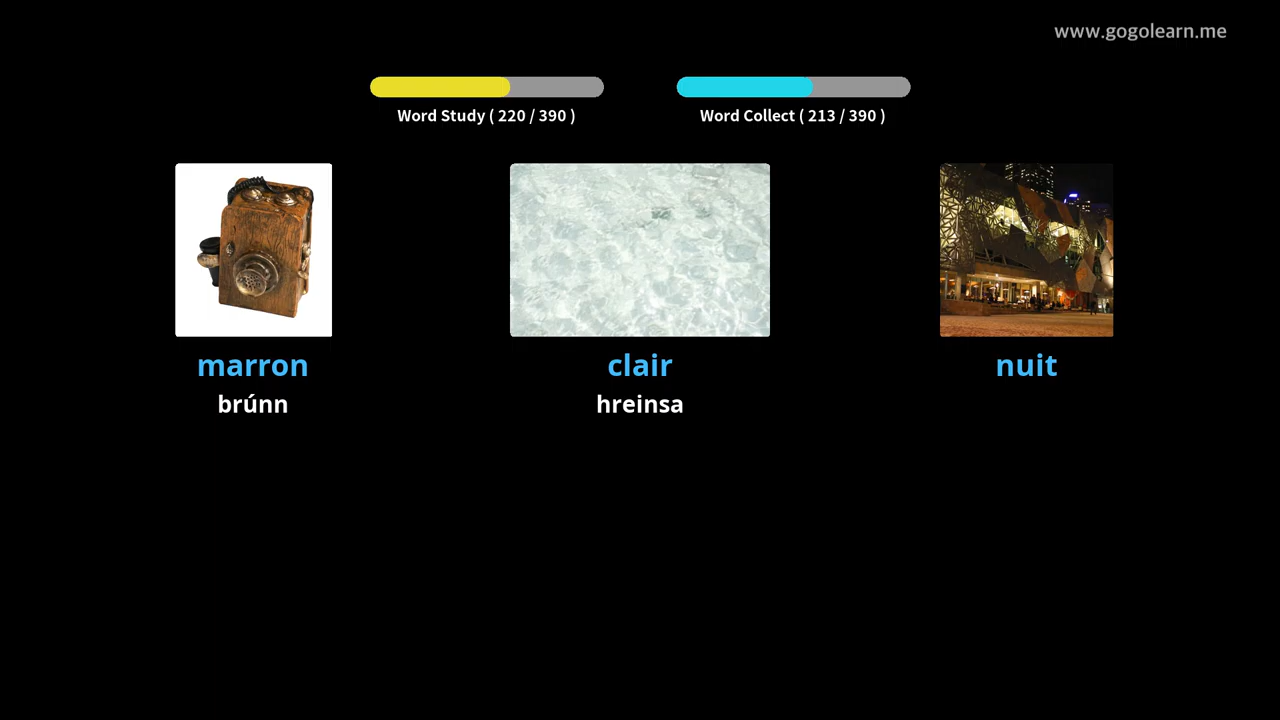 www.gogolearn.me
Word Study ( 220 / 390 )
Word Collect ( 213 / 390 )
marron
clair
nuit
brúnn
hreinsa